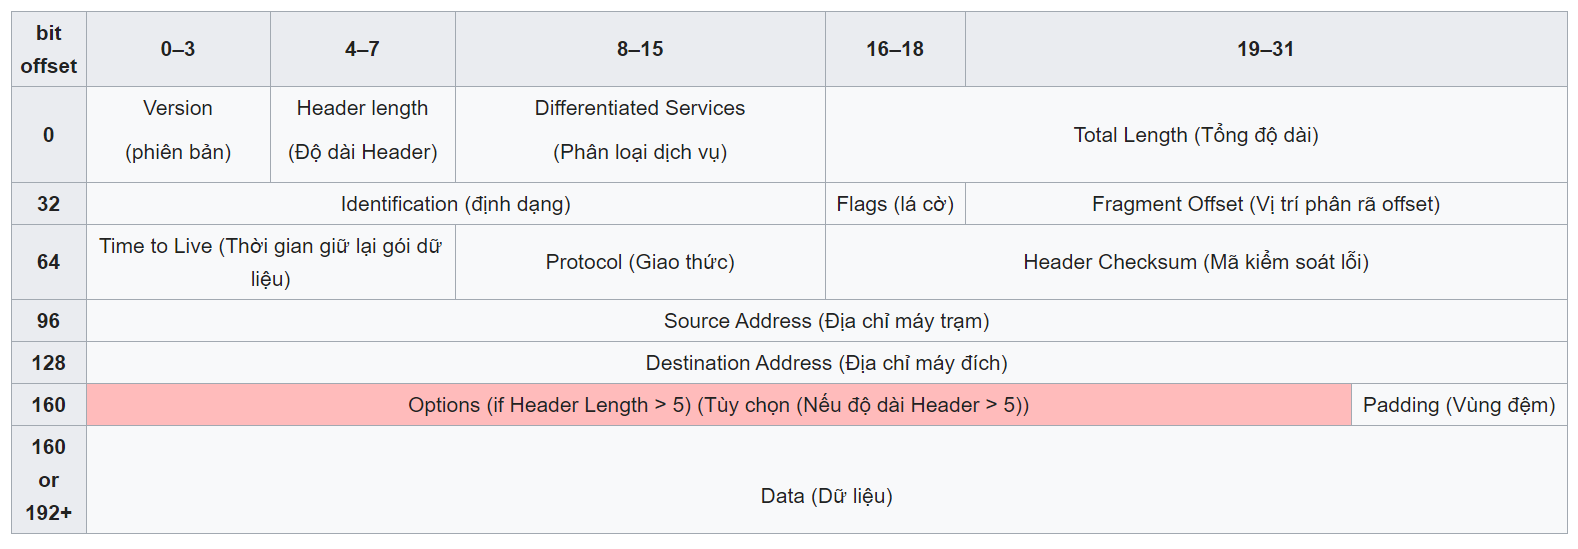 bit offset
0–3
4–7
8–15
16–18
19–31
0
Version
(phiên bản)
Header length
(Độ dài Header)
Differentiated Services
(Phân loại dịch vụ)
Total Length (Tổng độ dài)
32
Identification (định dạng)
Flags (lá cờ)
Fragment Offset (Vị trí phân rã offset)
64
Time to Live (Thời gian giữ lại gói dữ
liệu)
Protocol (Giao thức)
Header Checksum (Mã kiểm soát lỗi)
96
Source Address (Địa chỉ máy trạm)
128
Destination Address (Địa chỉ máy đích)
160
Options (if Header Length > 5) (Tùy chọn (Nếu độ dài Header > 5))
Padding (Vùng đệm)
160
or
192+
Data (Dữ liệu)